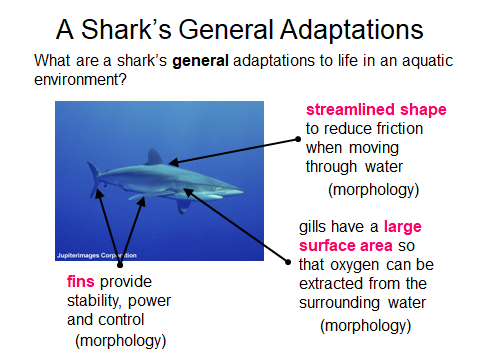 A Shark’s General Adaptations
What are a shark’s general adaptations to life in an aquatic
environment?
streamlined shape
to reduce friction
when moving
through water
(morphology)
gills have a large
surface area so
that oxygen can be
extracted from the
surrounding water
(morphology)
Jupiterimages Corporation
fins provide
stability, power
and control
(morphology)